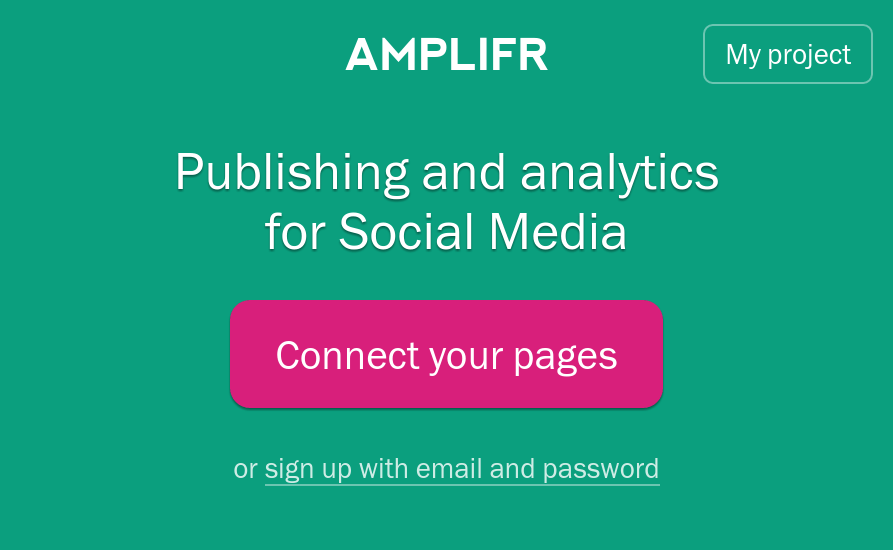 AMPLIFR
My project
Publishing and analytics
for Social Media
Connect your pages
or sign up with email and password